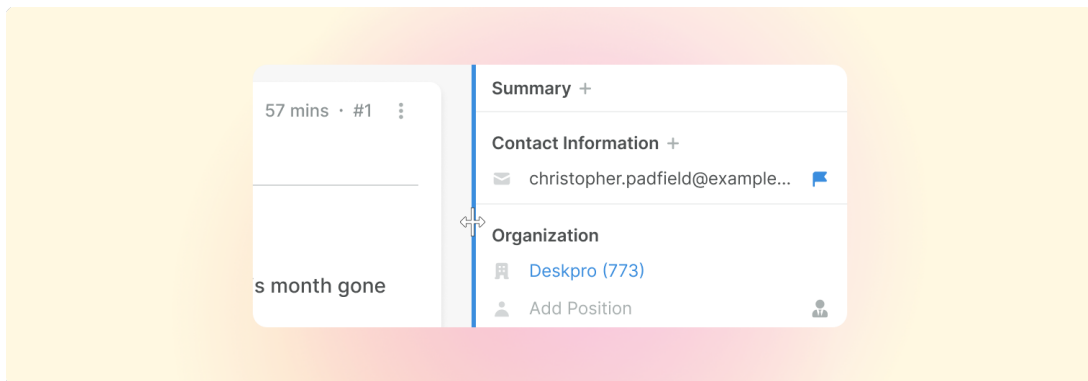 57 mins · #1
's month gone
Summary +
Contact Information +
christopher.padfield@example...
Organization
Deskpro (773)
Add Position